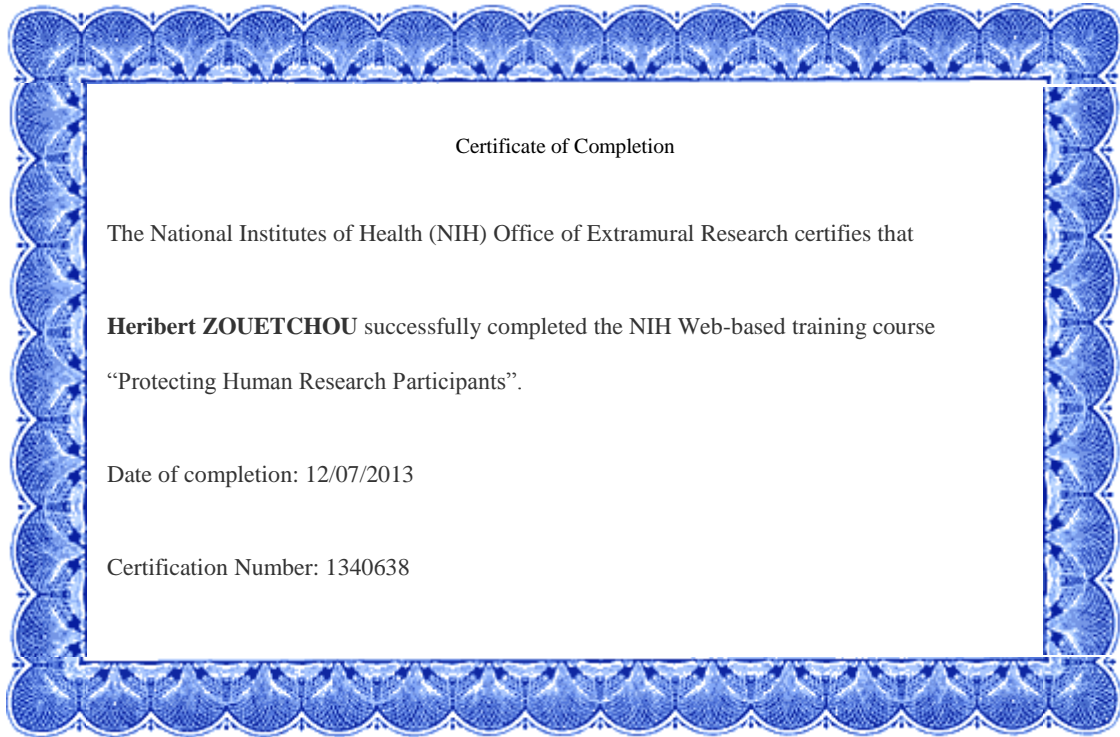 Certificate of Completion
The National Institutes of Health (NIH) Office of Extramural Research certifies that
Heribert ZOUETCHOU successfully completed the NIH Web-based training course
“Protecting Human Research Participants”.
Date of completion: 12/07/2013
Certification Number: 1340638